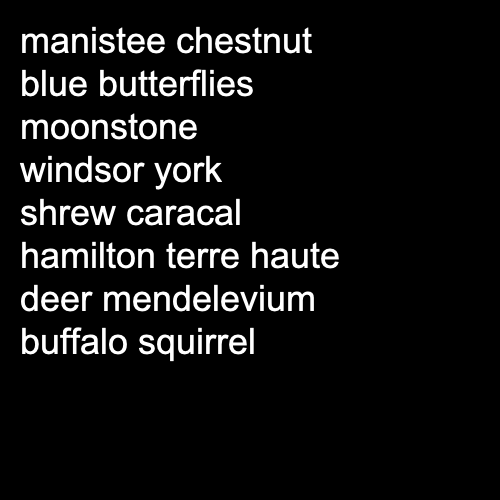 manistee chestnut
blue butterflies
moonstone
windsor york
shrew caracal
hamilton terre haute
deer mendelevium
buffalo squirrel